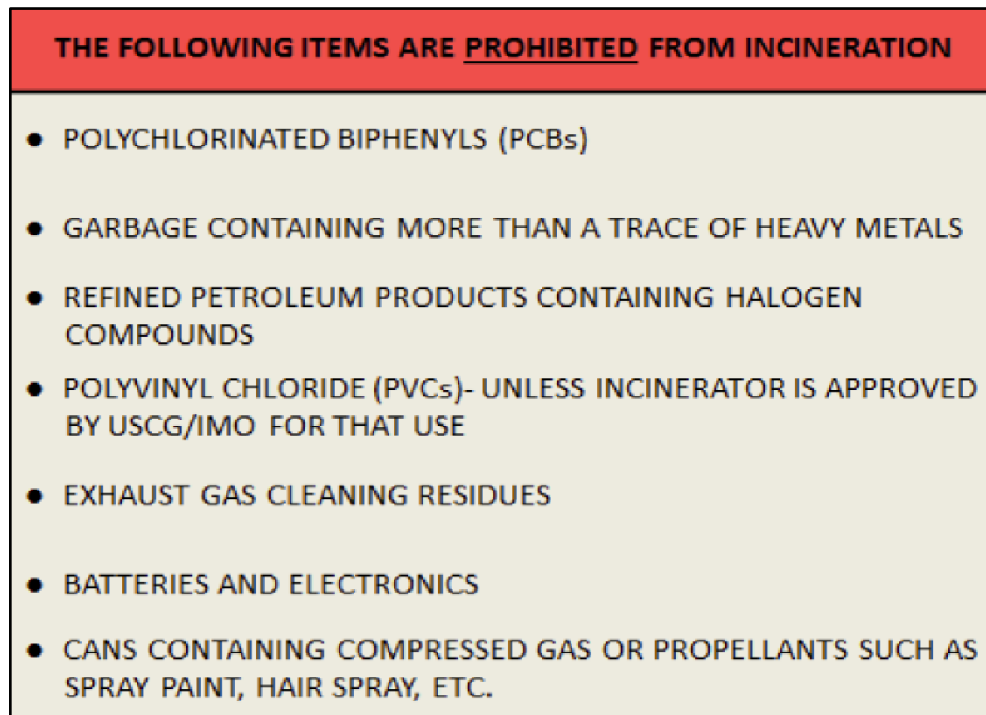 THE FOLLOWING ITEMS ARE PROHIBITED FROM INCINERATION
● POLYCHLORINATED BIPHENYLS (PCBs)
● GARBAGE CONTAINING MORE THAN A TRACE OF HEAVY METALS
● REFINED PETROLEUM PRODUCTS CONTAINING HALOGEN
COMPOUNDS
● POLYVINYL CHLORIDE (PVCs)- UNLESS INCINERATOR IS APPROVED
BY USCG/IMO FOR THAT USE
● EXHAUST GAS CLEANING RESIDUES
● BATTERIES AND ELECTRONICS
● CANS CONTAINING COMPRESSED GAS OR PROPELLANTS SUCH AS
SPRAY PAINT, HAIR SPRAY, ETC.